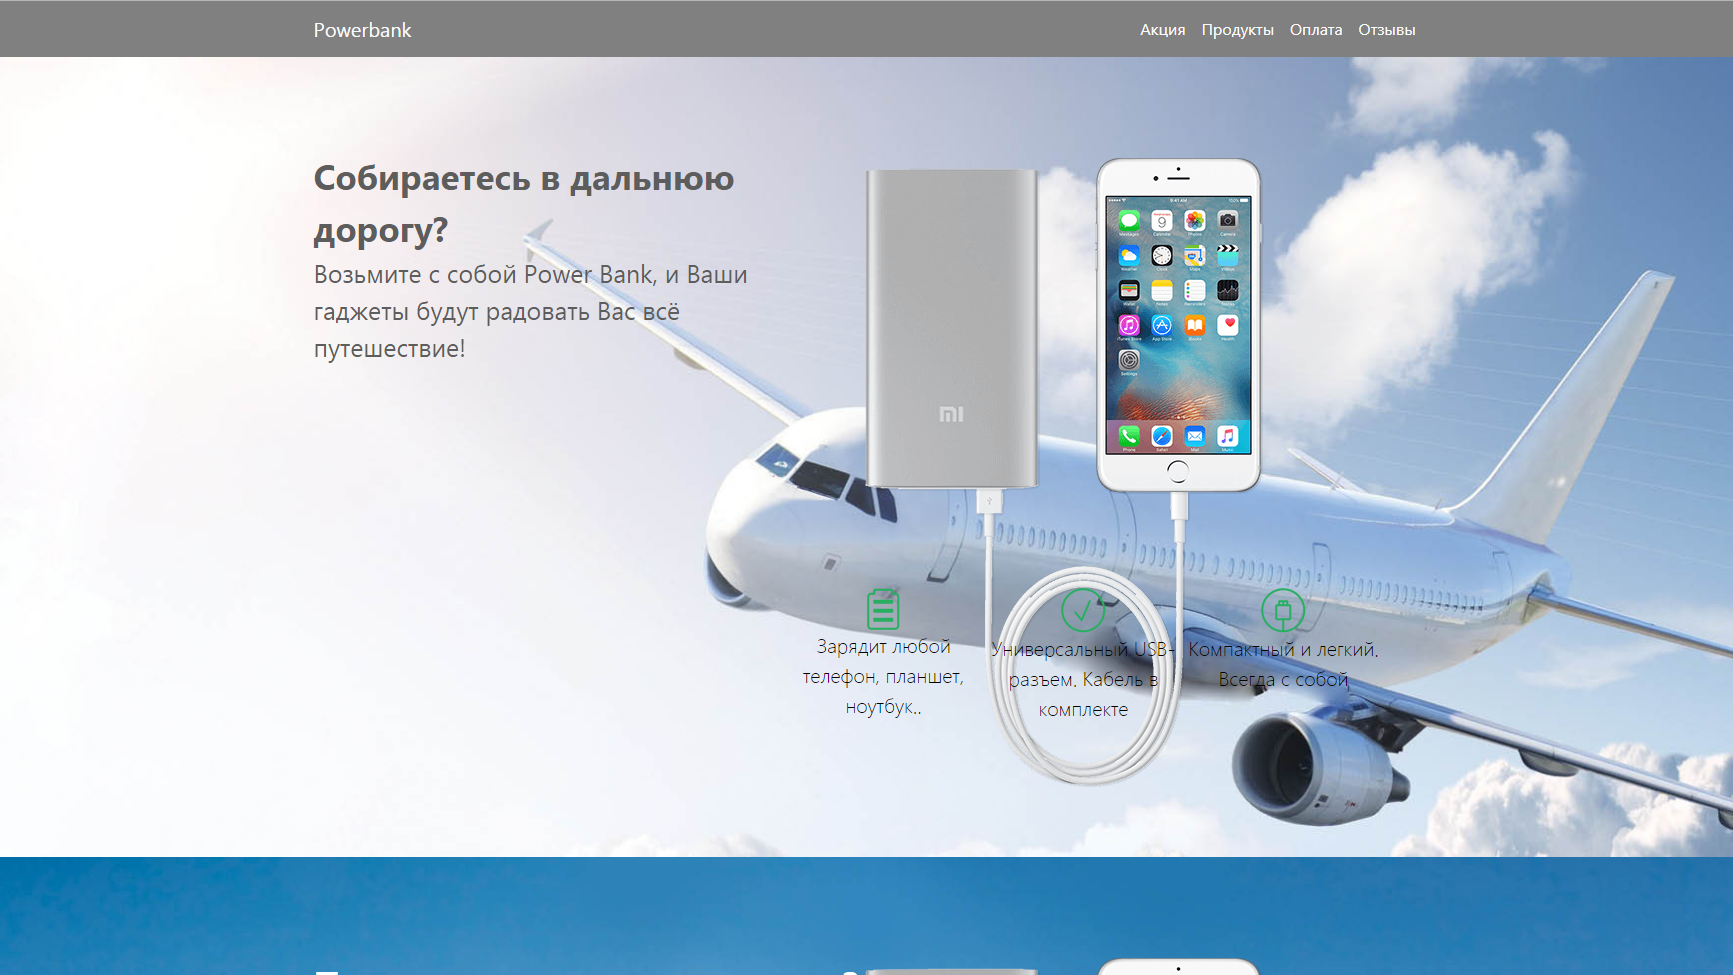 Powerbank
Акция Продукты Оплата Отзывы
Собираетесь в дальнюю
дорогу?
Возьмите с собой Power Bank, и Ваши
гаджеты будут радовать Вас всё
путешествие!
MI
Зарядит любой
телефон, планшет,
ноутбук..
Универсальный USB-
разъем. Кабель в
комплекте
Компактный и легкий.
Всегда с собой